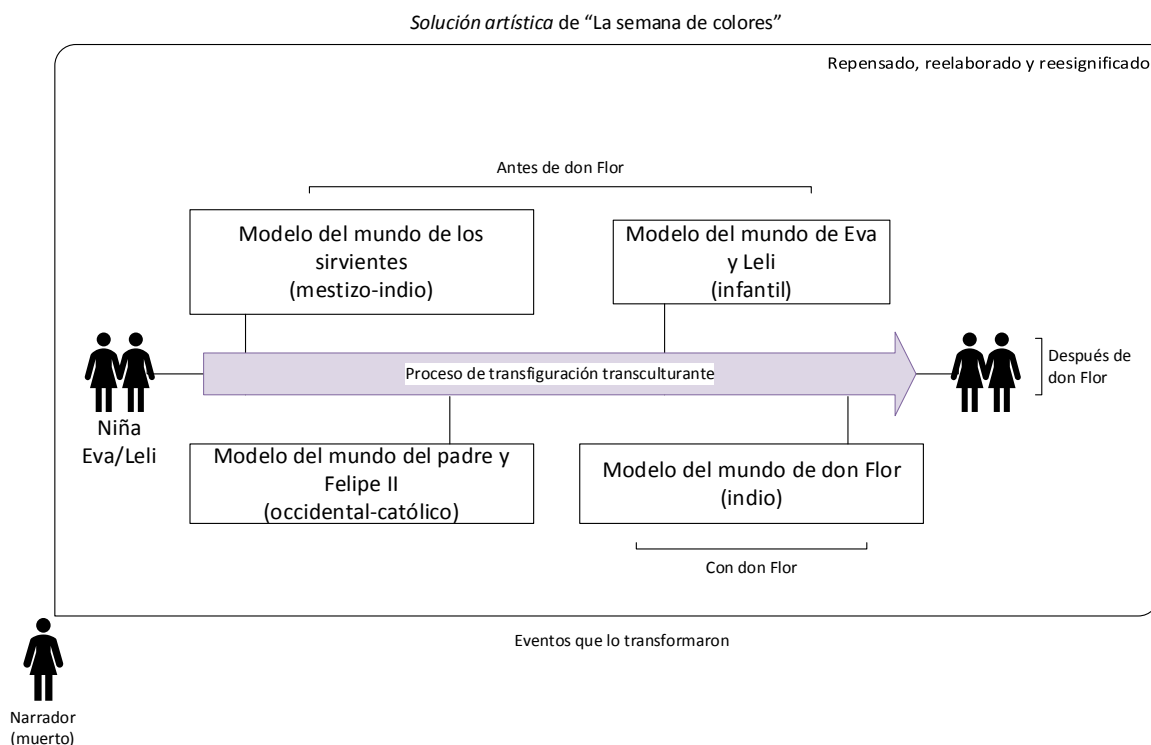 Solución artística de “La semana de colores”
Repensado, reelaborado y reesignificado
Antes de don Flor
Modelo del mundo de los
sirvientes
(mestizo-indio)
Modelo del mundo de Eva
y Leli
(infantil)
Proceso de transfiguración transculturante
Después de
don Flor
Niña
Eva/Leli
Modelo del mundo del padre y
Felipe II
(occidental-católico)
Modelo del mundo de don Flor
(indio)
Con don Flor
Eventos que lo transformaron
Narrador
(muerto)